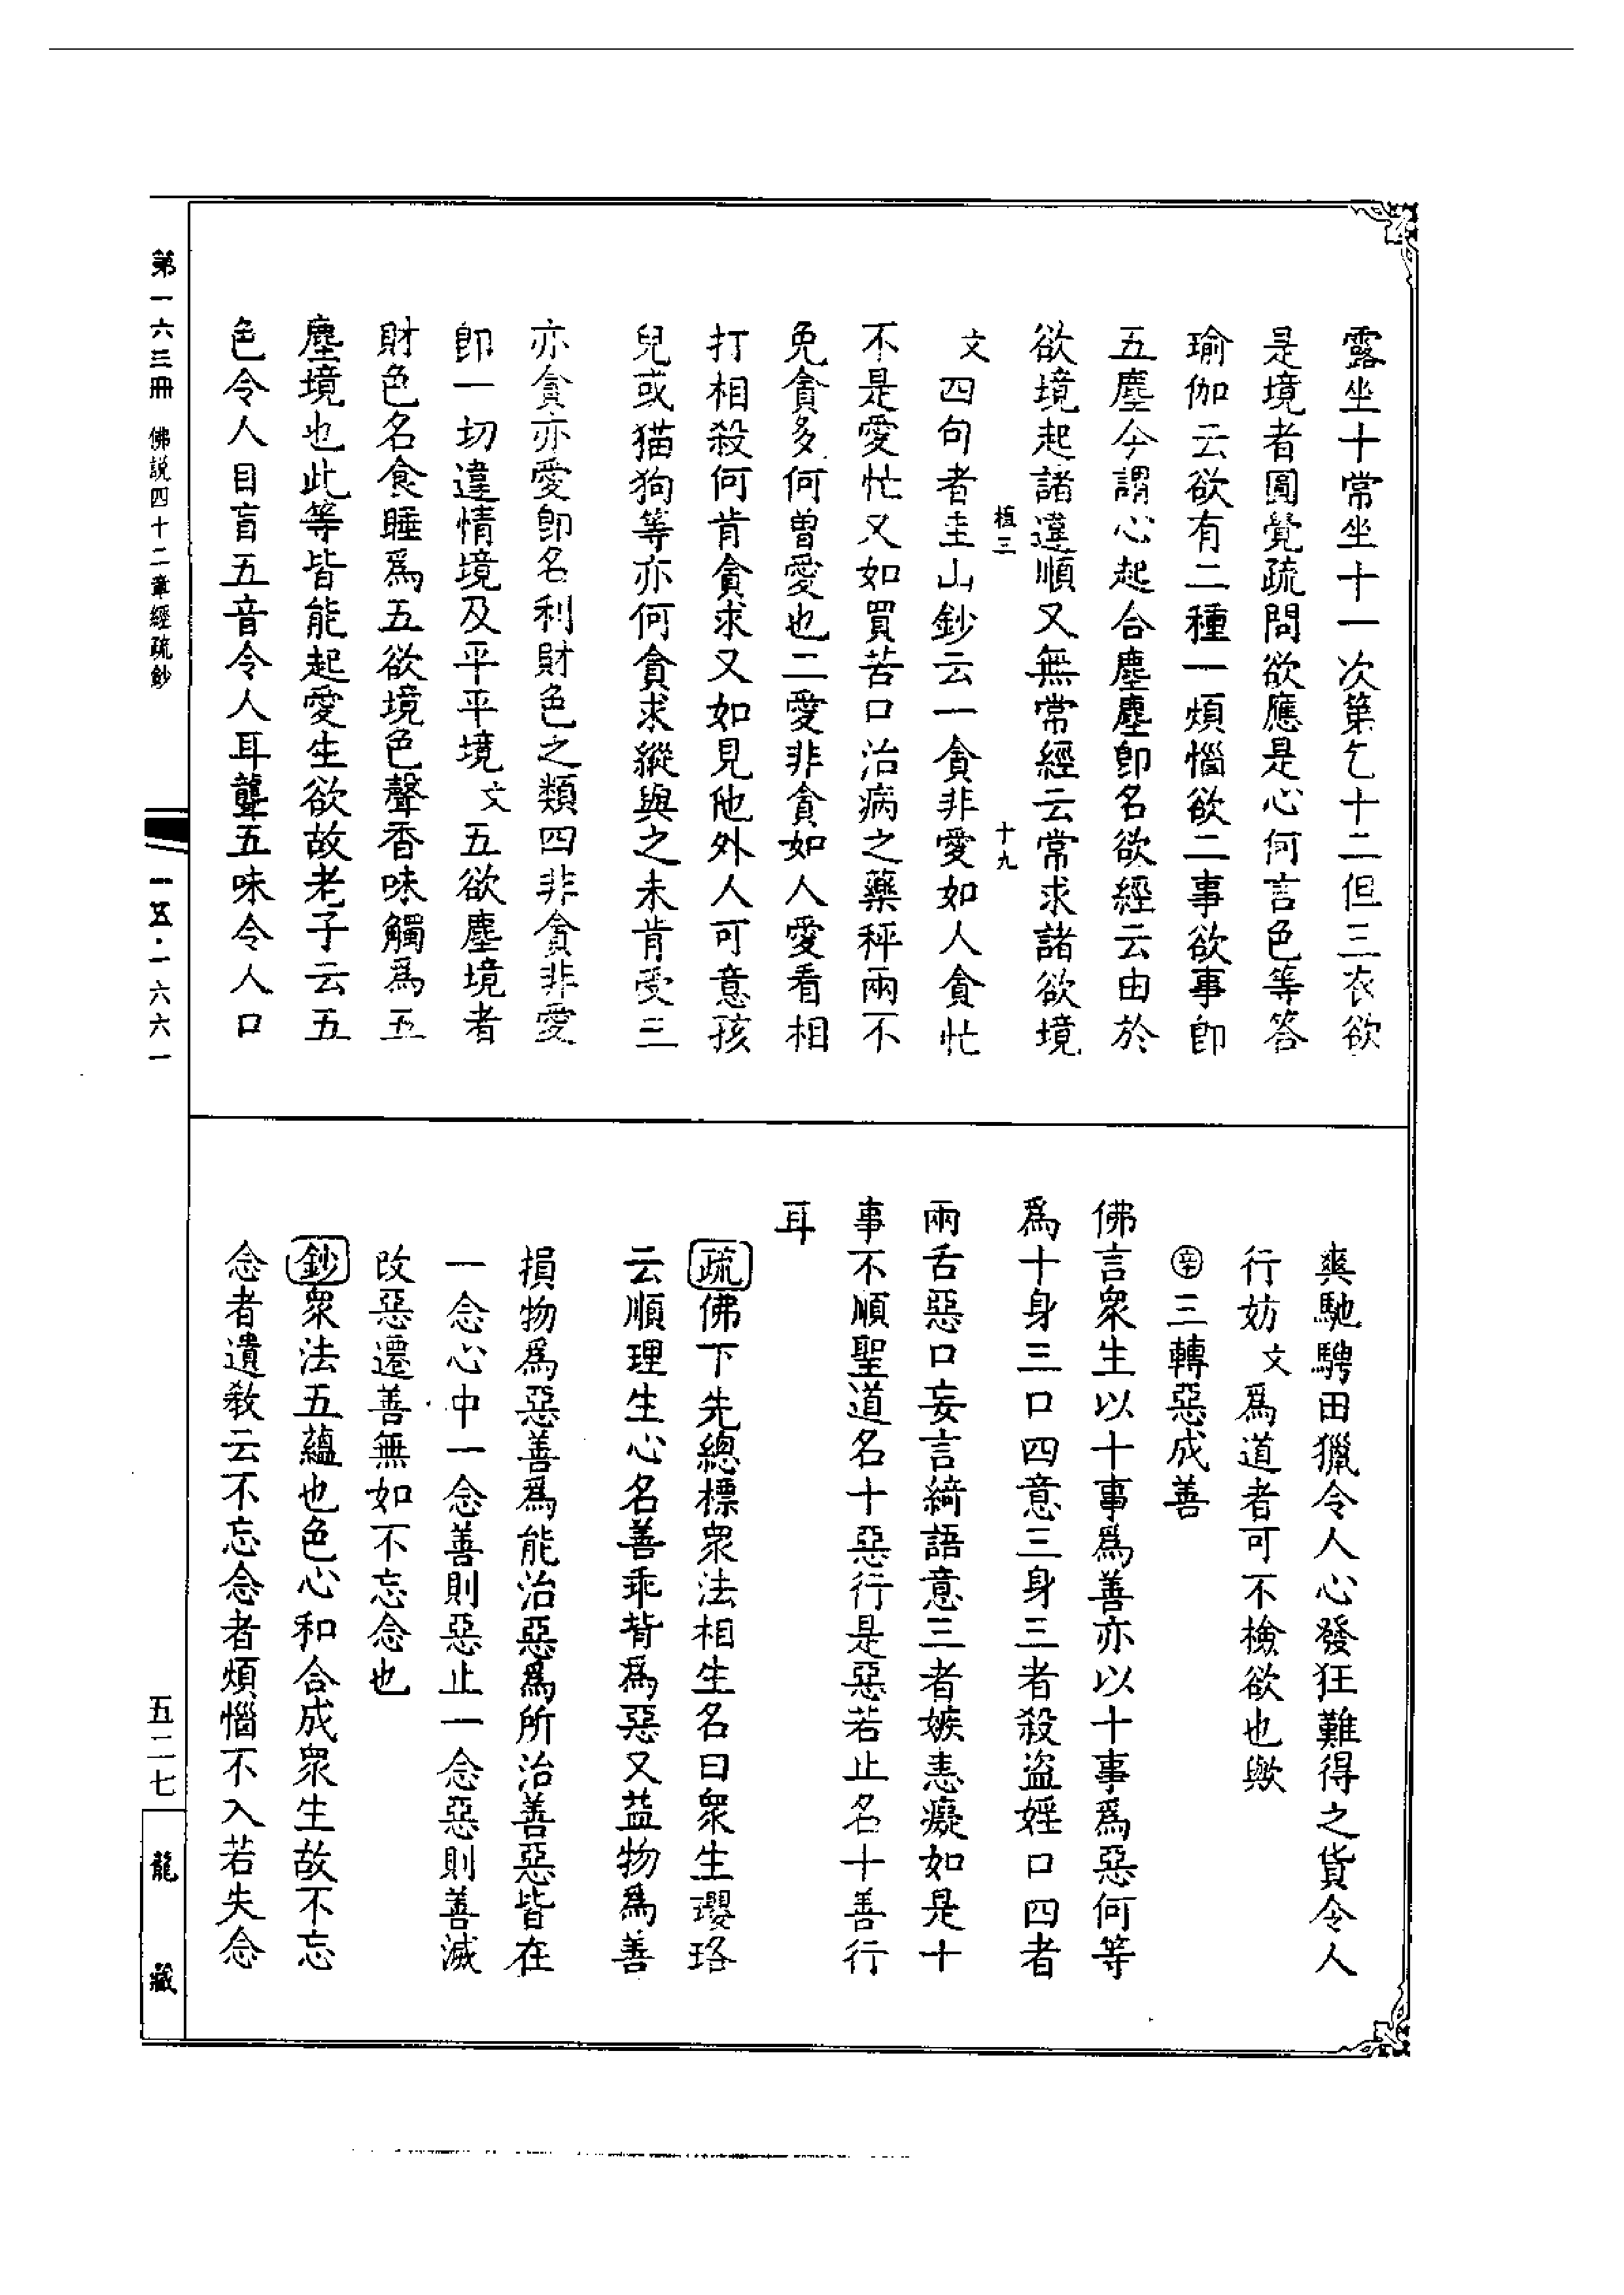 露坐十常坐十一次第乞十二但三衣欲
是境者圓覺疏問欲應是心何言色等答
瑜伽云欲有二種一煩惱欲二事欲事即
五塵今謂心起合塵塵即名欲經云由於
欲境起諸違順又無常經云常求諸欲境
植三　十九
文四句者圭山鈔云一貪非愛如人貪忙
不是愛忙又如買苦口治病之藥秤兩不
免貪多何曽愛也二愛非貪如人愛看相
打相殺何肯貪求又如見他外人可意孩
兒或猫狗等亦何貪求縱與之未肯受三
亦貪亦愛即名利財色之類四非貪非愛
即一切違情境及平平境文五欲塵境者
財色名食睡爲五欲境色聲香味觸爲五
塵境也此等皆能起愛生欲故老子云五
色令人目盲五音令人耳聾五味令人口
爽馳騁田獵令人心發狂難得之貨令人
行妨文爲道者可不撿欲也歟
㊛三轉惡成善
佛言衆生以十事爲善亦以十事爲惡何等
爲十身三口四意三身三者殺盜婬口四者
兩舌惡口妄言綺語意三者嫉恚癡如是十
事不順聖道名十惡行是惡若止名十善行
耳
疏佛下先總標衆法相生名曰衆生瓔珞
云順理生心名善乖背爲惡又益物爲善
損物爲惡善爲能治惡爲所治善惡皆在
一念心中一念善則惡止一念惡則善滅
改惡遷善無如不忘念也
鈔衆法五蘊也色心和合成衆生故不忘
念者遺教云不忘念者煩惱不入若失念
第一六三冊　佛說四十二章經疏鈔
一五五·一六六一
五二七
龍藏